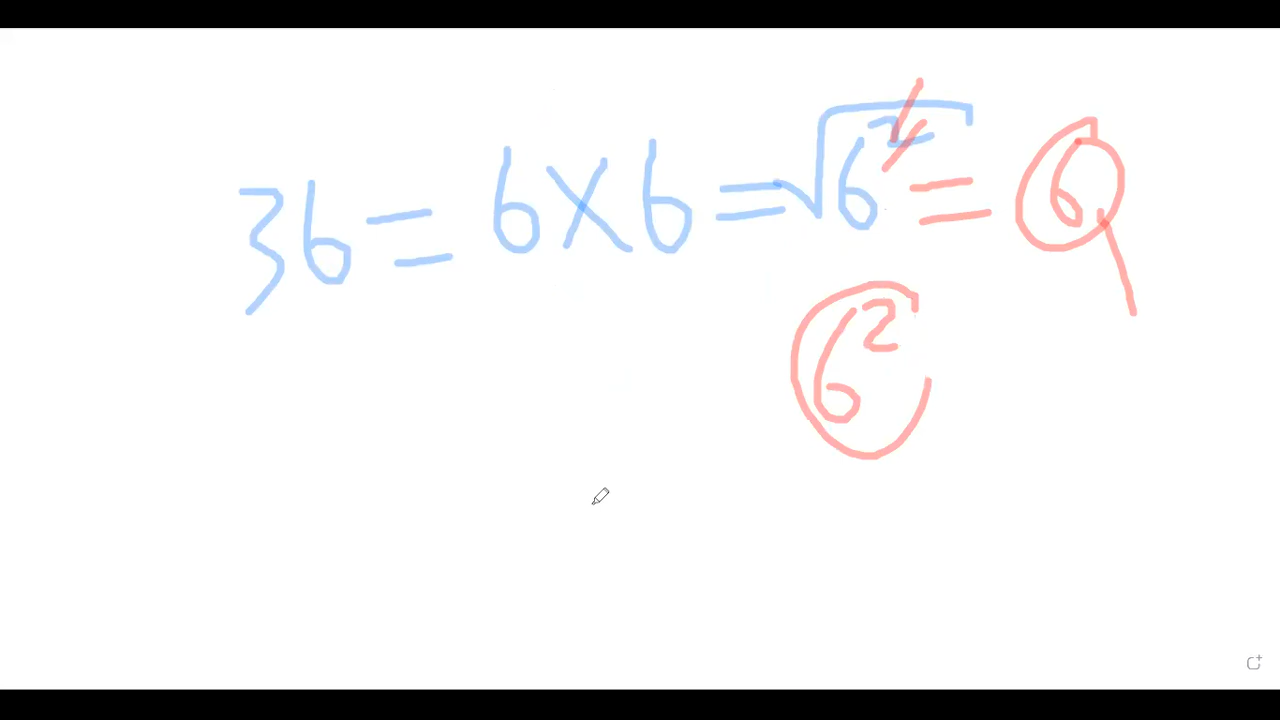 36 = 6 × 6 = √6² = 6
6²